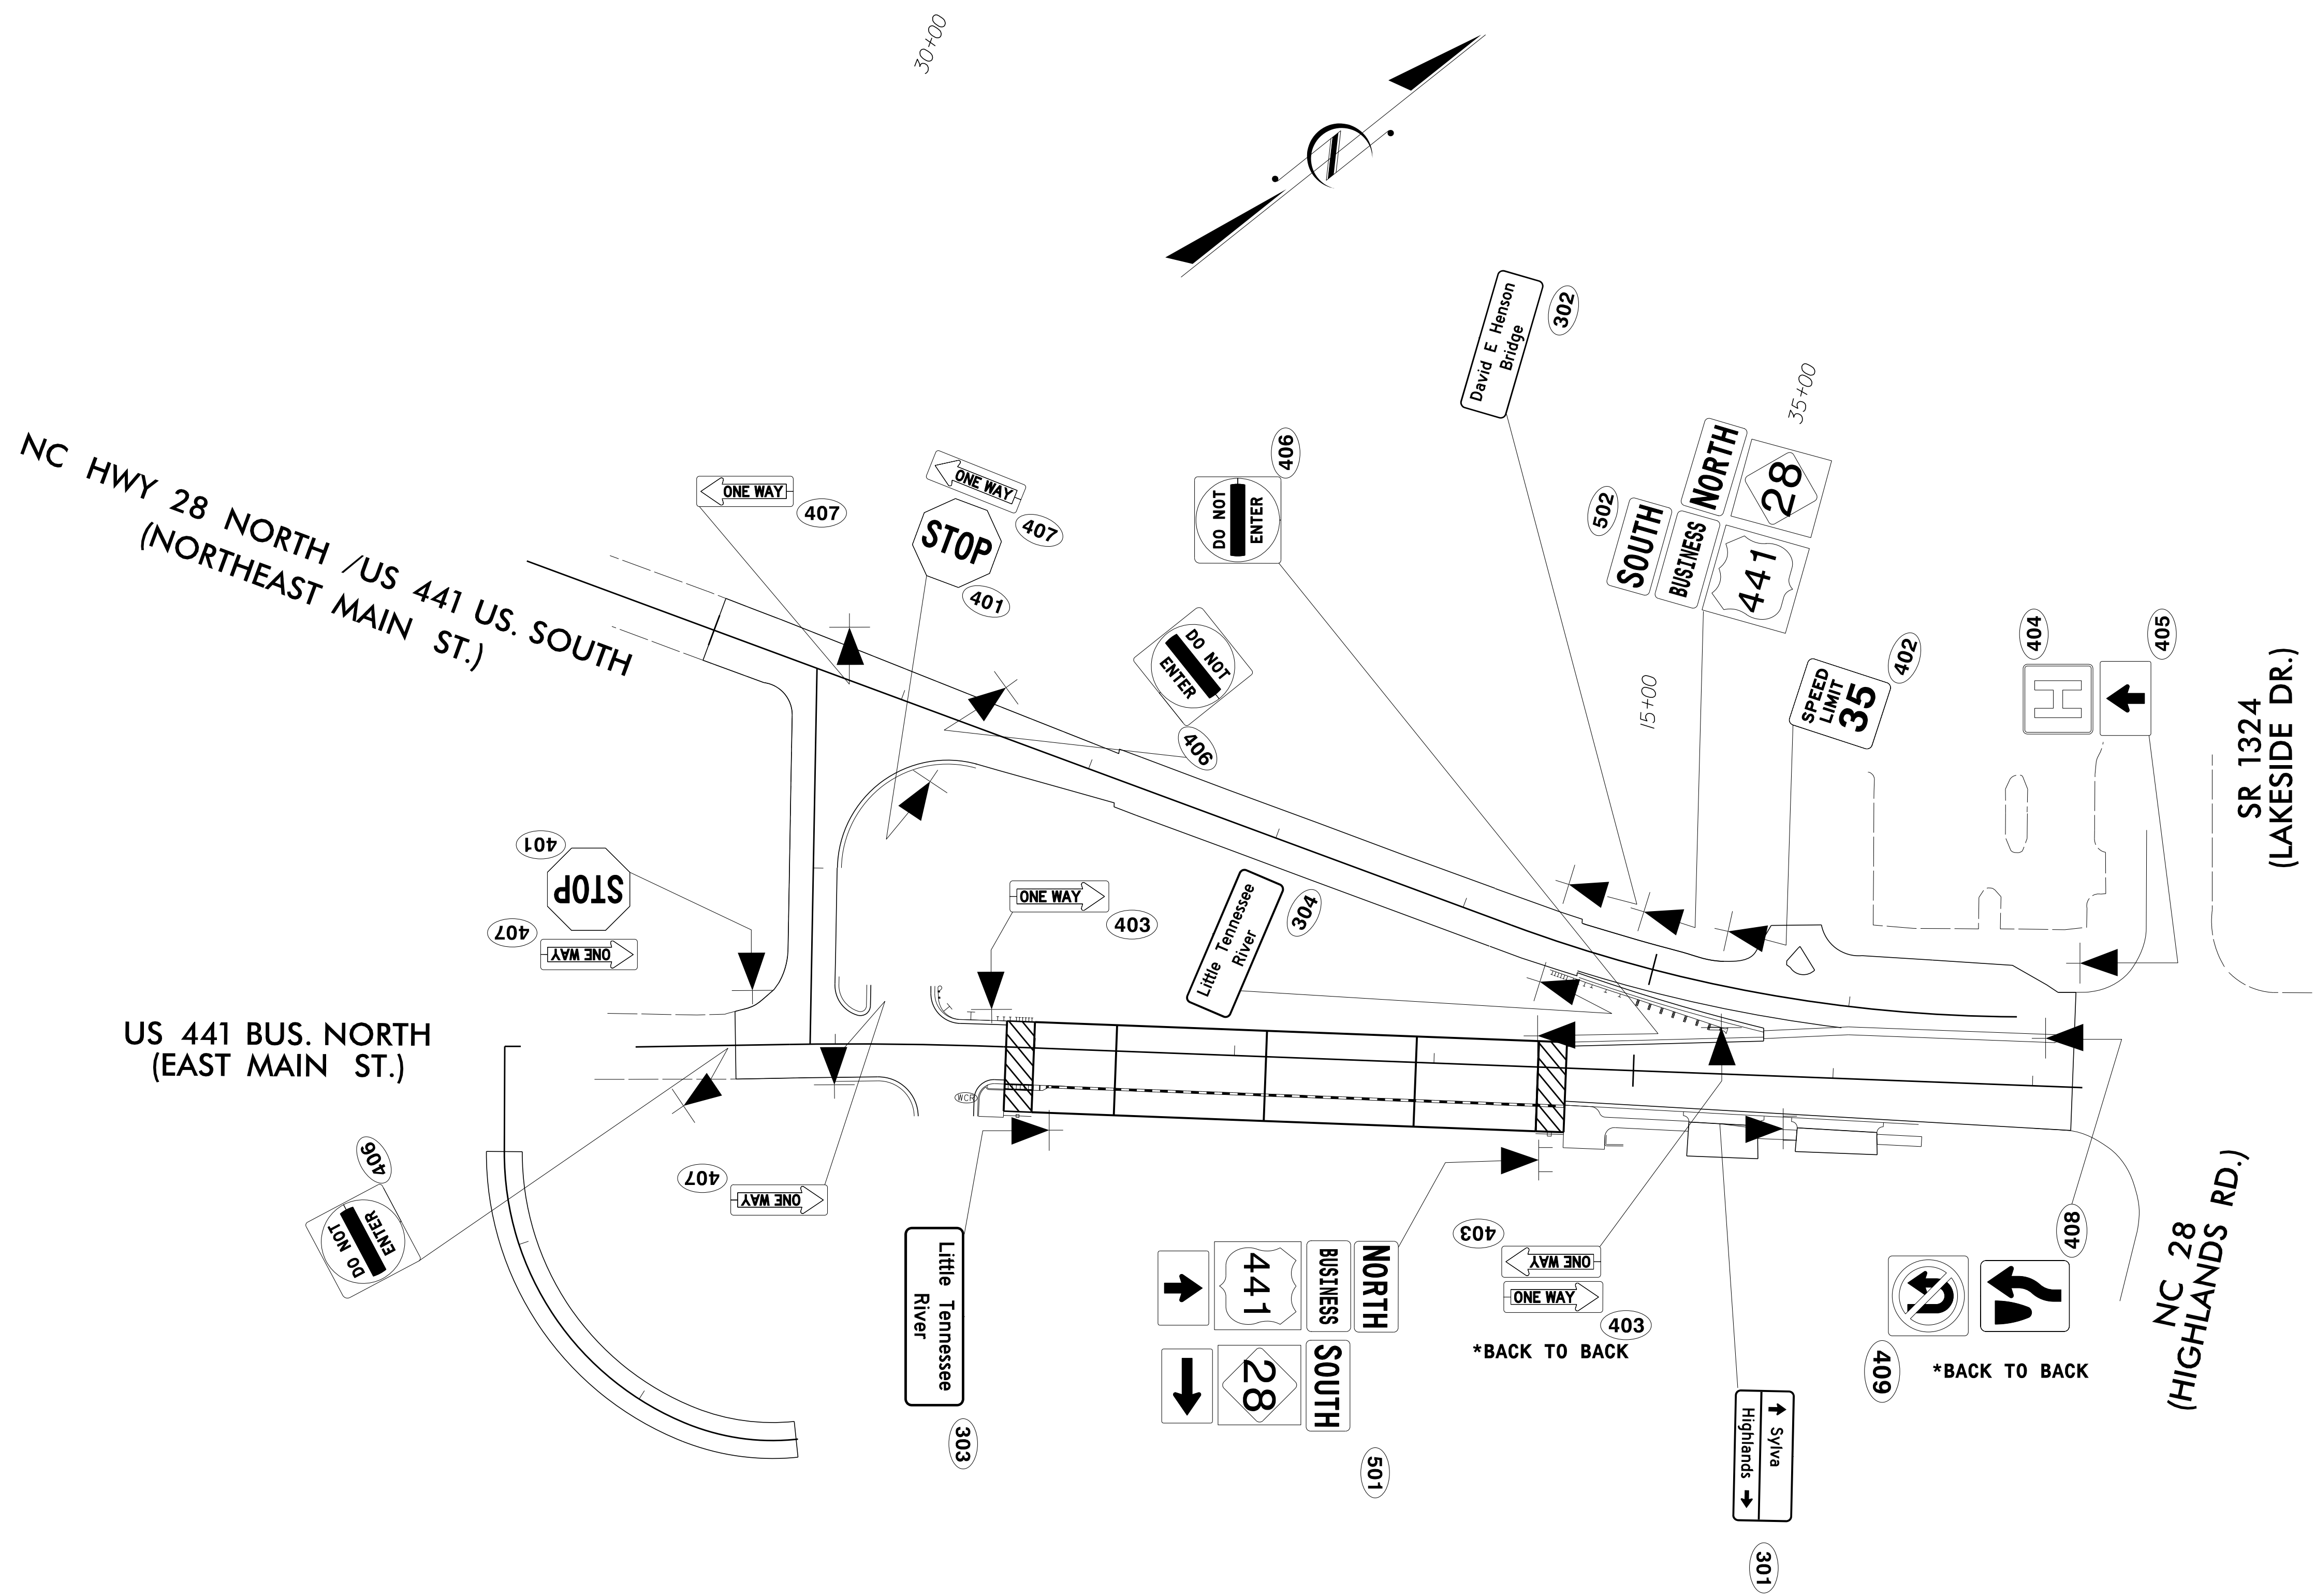 30+00
David E Henson
Bridge
302
35+00
NORTH
28
502
SOUTH
BUSINESS
441
406
DO NOT
ENTER
ONE WAY
407
ONE WAY
407
STOP
401
NC HWY 28 NORTH /US 441 US. SOUTH
(NORTHEAST MAIN ST.)
DO NOT
ENTER
406
15+00
SPEED
LIMIT
35
402
404
H
405
SR 1324
(LAKESIDE DR.)
401
STOP
407
ONE WAY
ONE WAY
403
Little Tennessee
River
304
US 441 BUS. NORTH
(EAST MAIN ST.)
WCR
406
DO NOT
ENTER
407
ONE WAY
Little Tennessee
River
303
NORTH
BUSINESS
441
SOUTH
28
501
403
ONE WAY
ONE WAY
403
*BACK TO BACK
Sylva
Highlands
301
408
409
*BACK TO BACK
NC 28
(HIGHLANDS RD.)